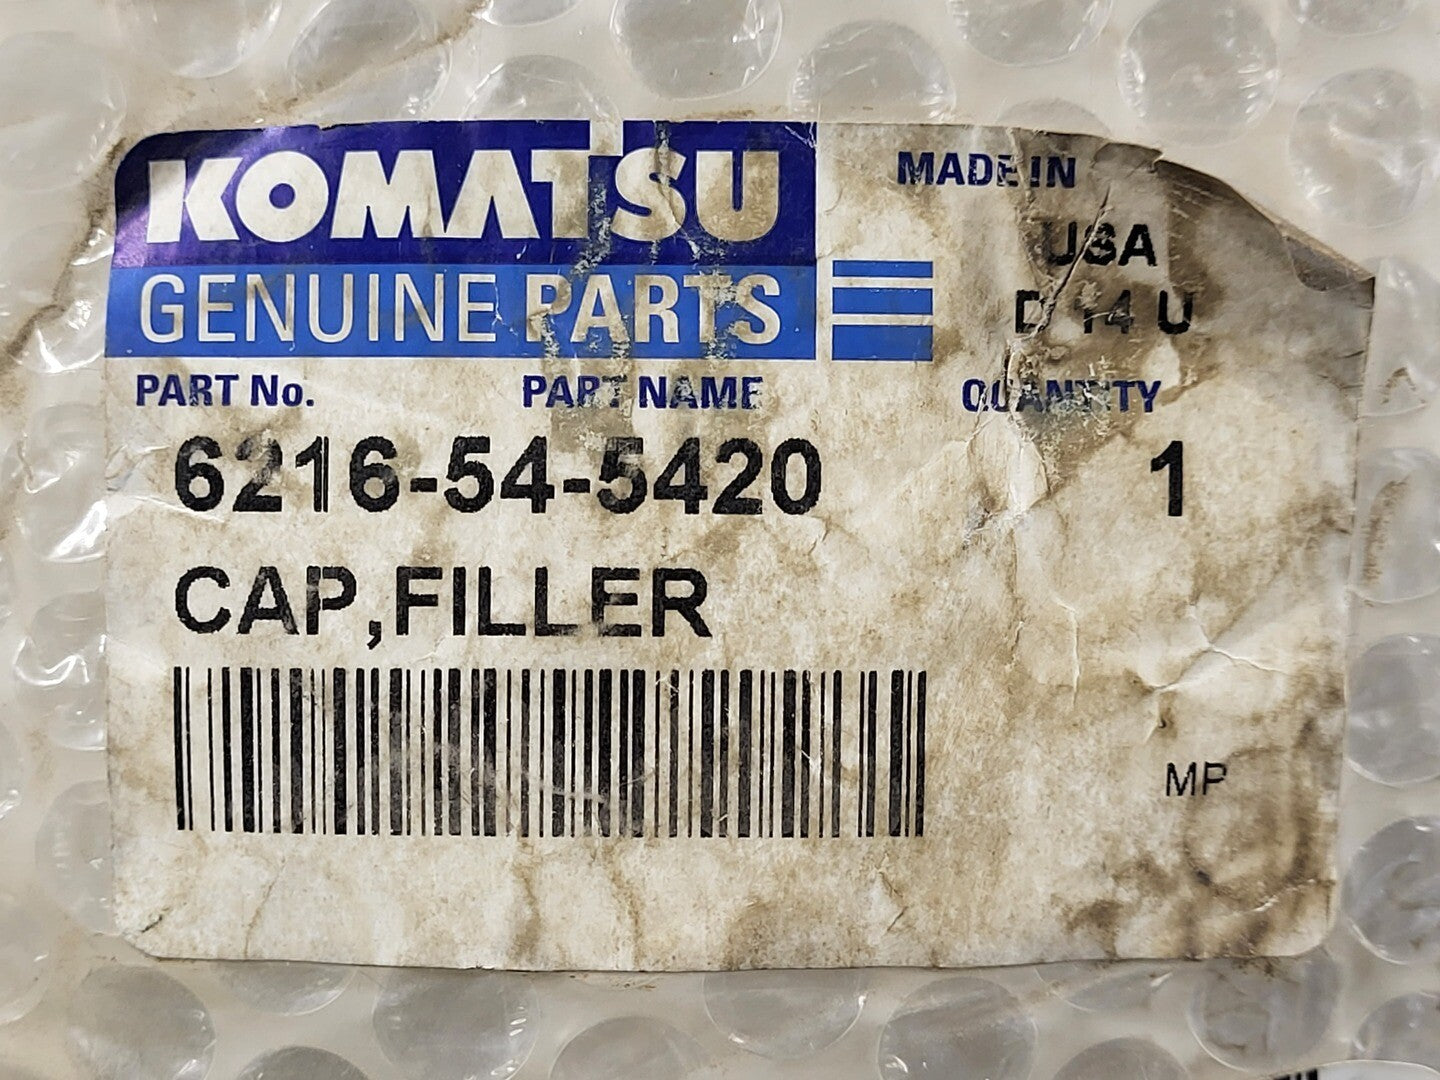 KOMATSU
GENUINE PARTS
MADE IN
USA
D 14 U
PART No.
PART NAME
QUANTITY
6216-54-5420
1
CAP,FILLER
MP